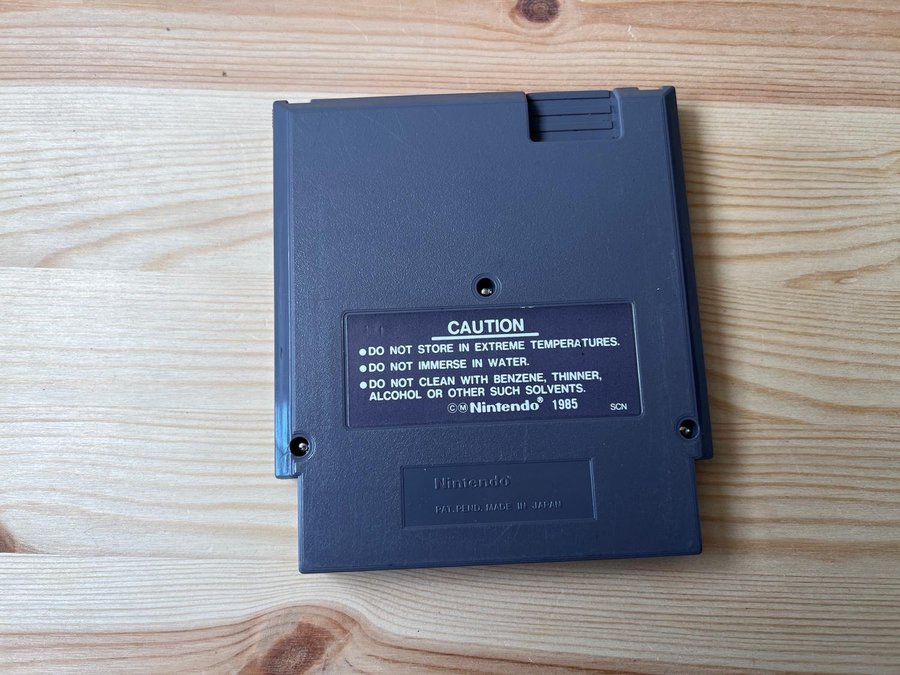 CAUTION
●DO NOT STORE IN EXTREME TEMPERATURES.
●DO NOT IMMERSE IN WATER.
●DO NOT CLEAN WITH BENZENE, THINNER,
ALCOHOL OR OTHER SUCH SOLVENTS.
©Ⓜ Nintendo® 1985 SCN
Nintendo®
PAT.PEND. MADE IN JAPAN